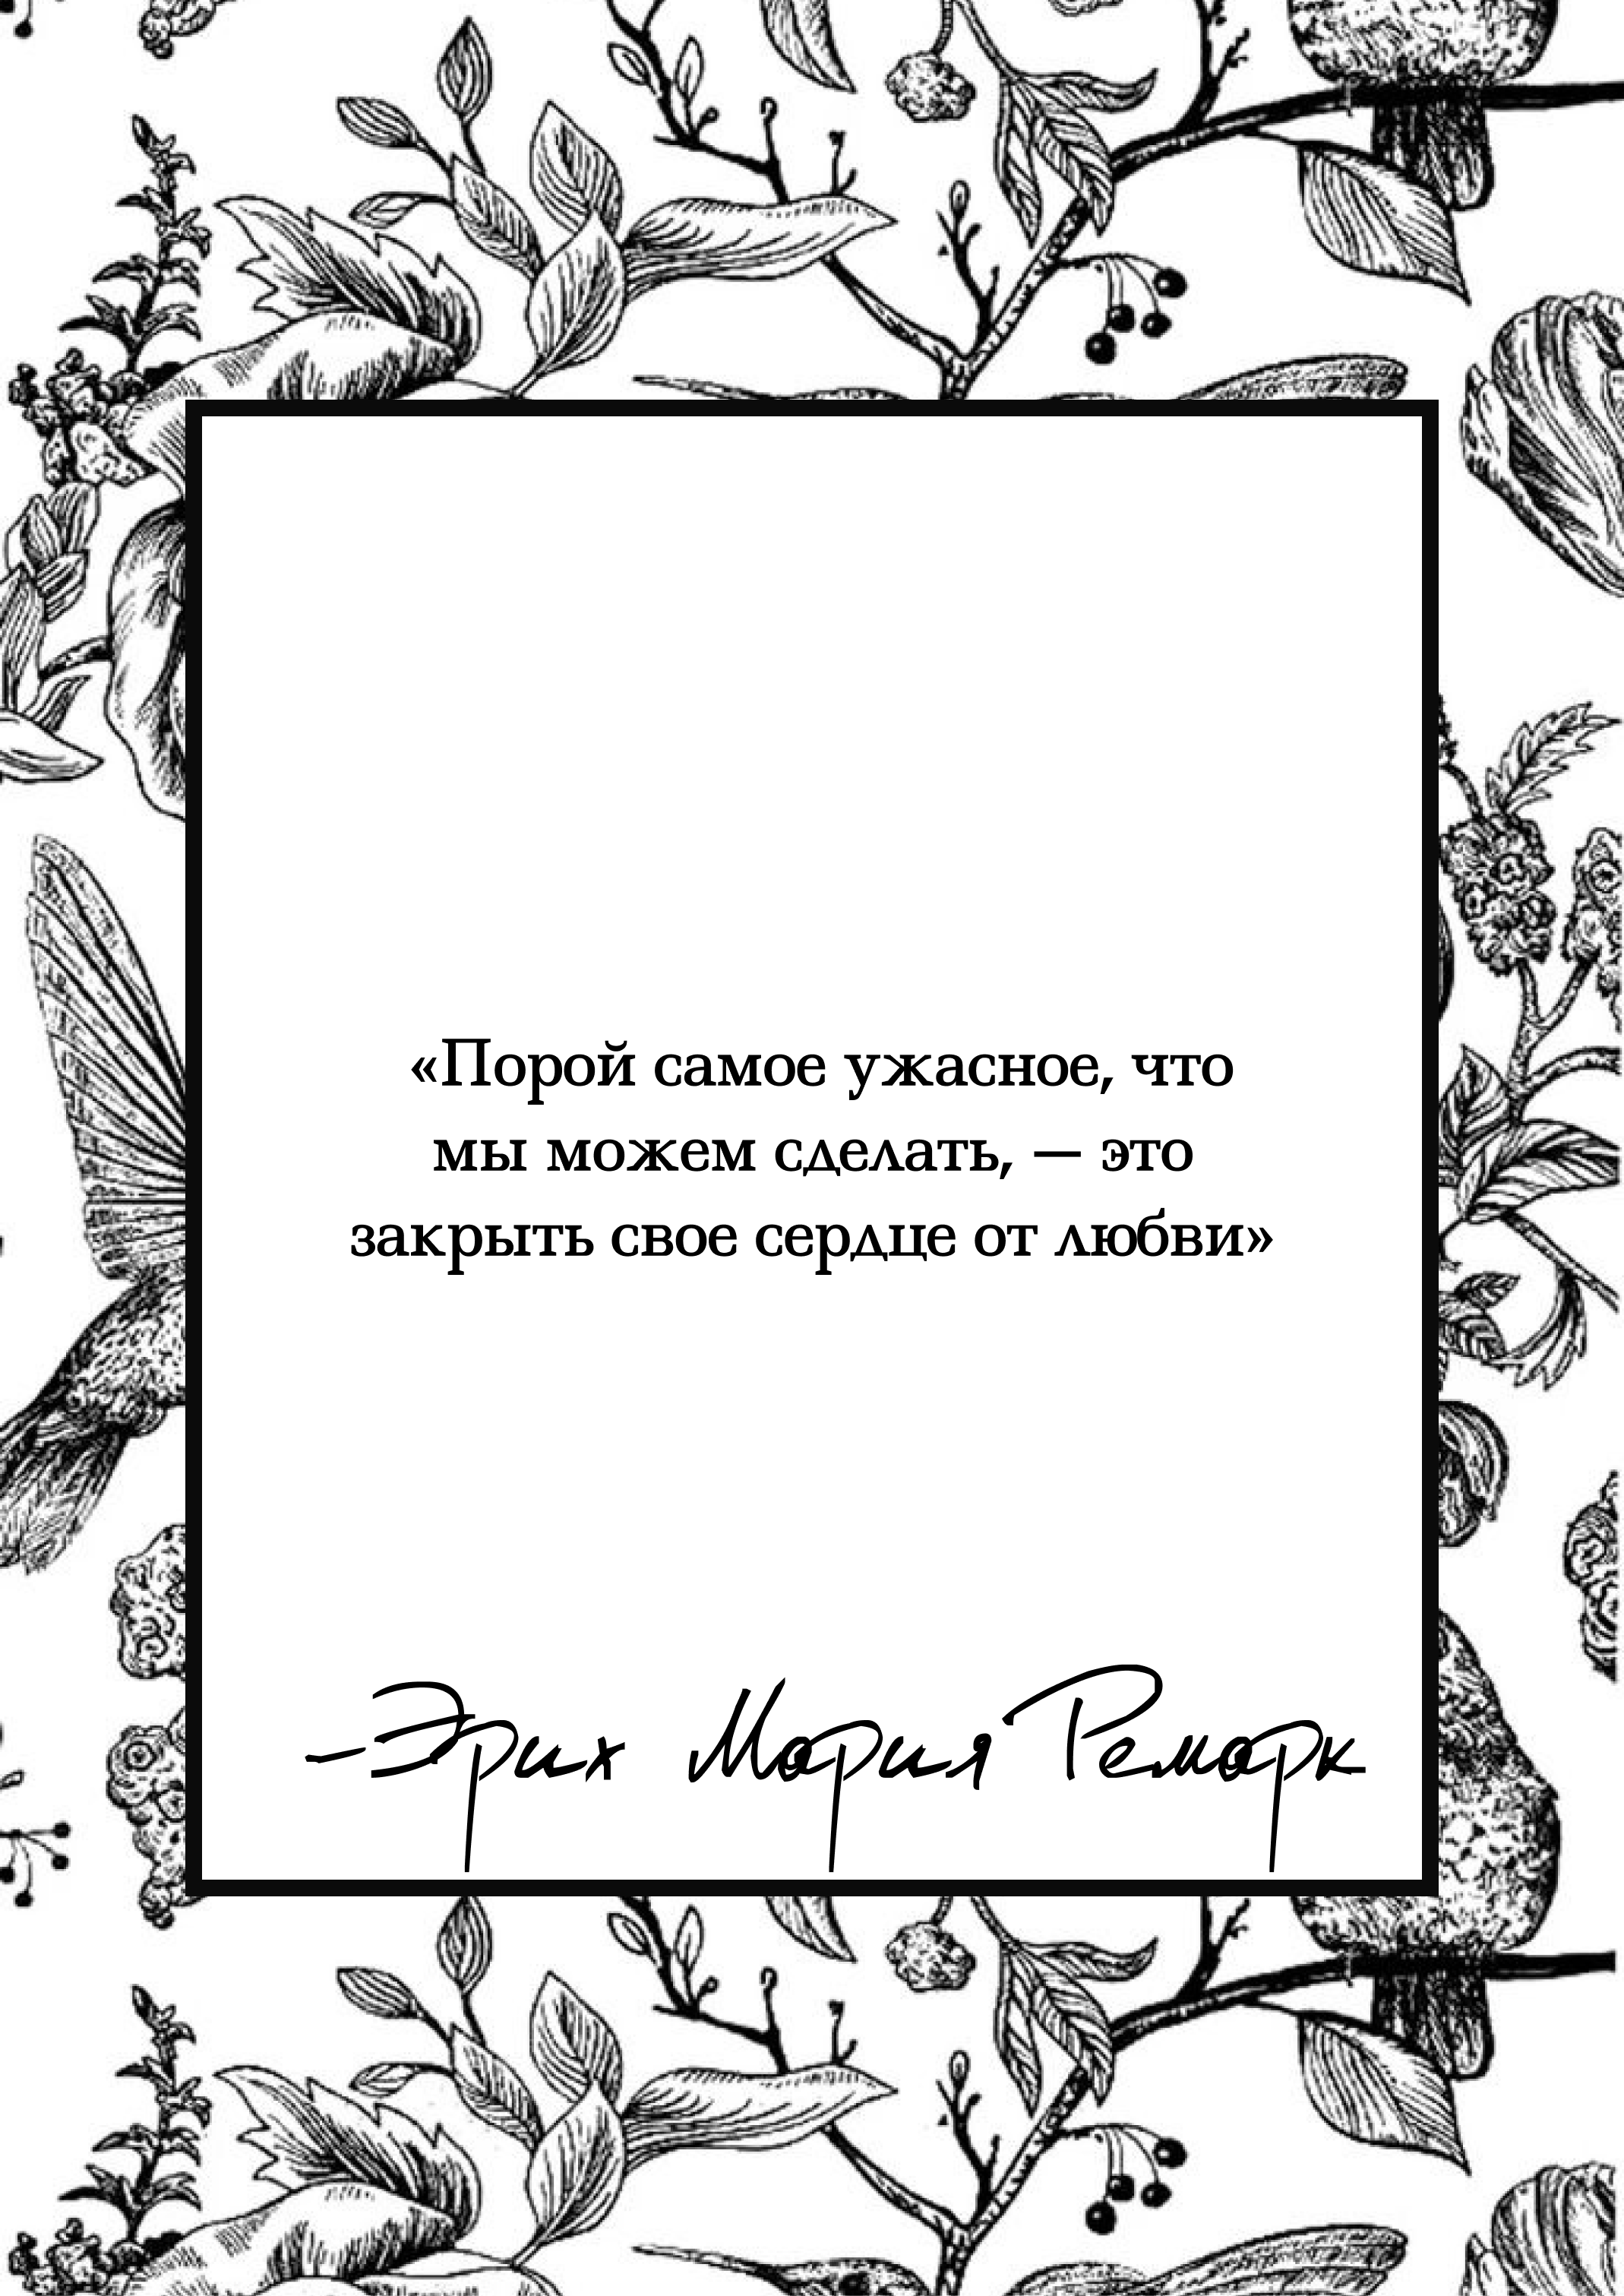 «Порой самое ужасное, что
мы можем сделать, — это
закрыть свое сердце от любви»
–Эрих Мария Ремарк